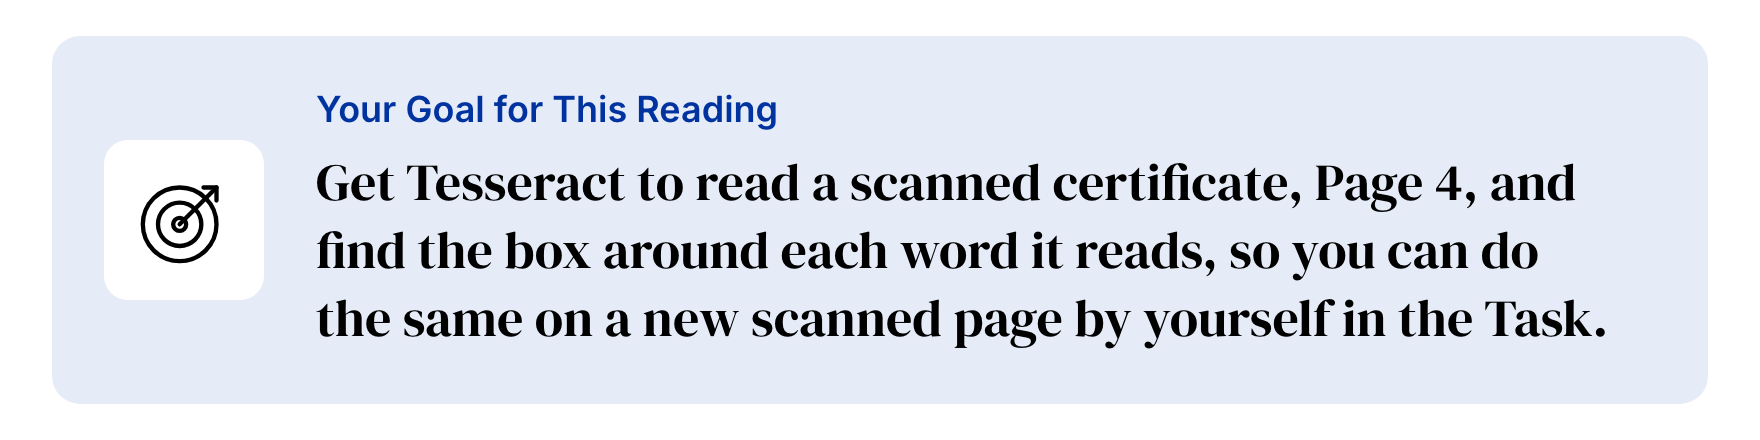 Your Goal for This Reading
Get Tesseract to read a scanned certificate, Page 4, and
find the box around each word it reads, so you can do
the same on a new scanned page by yourself in the Task.